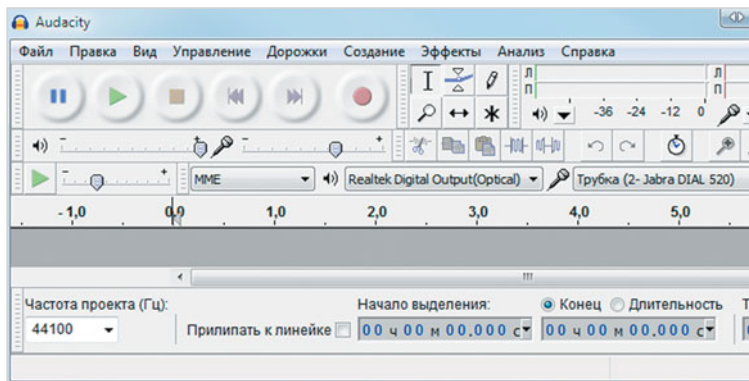 Audacity
Файл Правка Вид Управление Дорожки Создание Эффекты Анализ Справка
Л Л
П П
-36 -24 -12 0
MME Realtek Digital Output(Optical) Трубка (2- Jabra DIAL 520)
- 1,0 0,0 1,0 2,0 3,0 4,0 5,0
Частота проекта (Гц): Начало выделения: Конец Длительность
44100 Прилипать к линейке 00 ч 00 м 00.000 с 00 ч 00 м 00.000 с